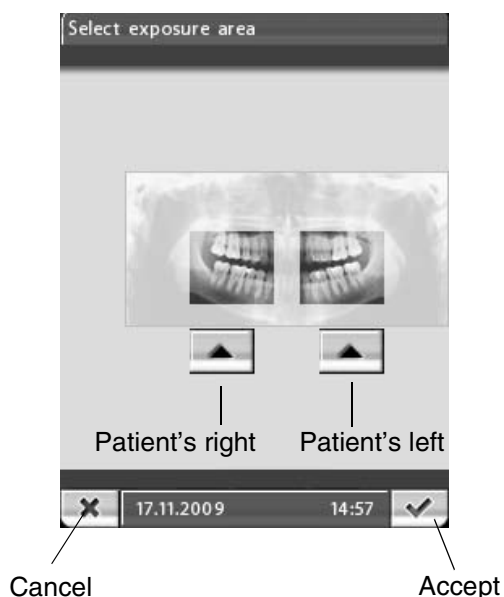 Select exposure area
Patient's right
Patient's left
17.11.2009
14:57
Cancel
Accept